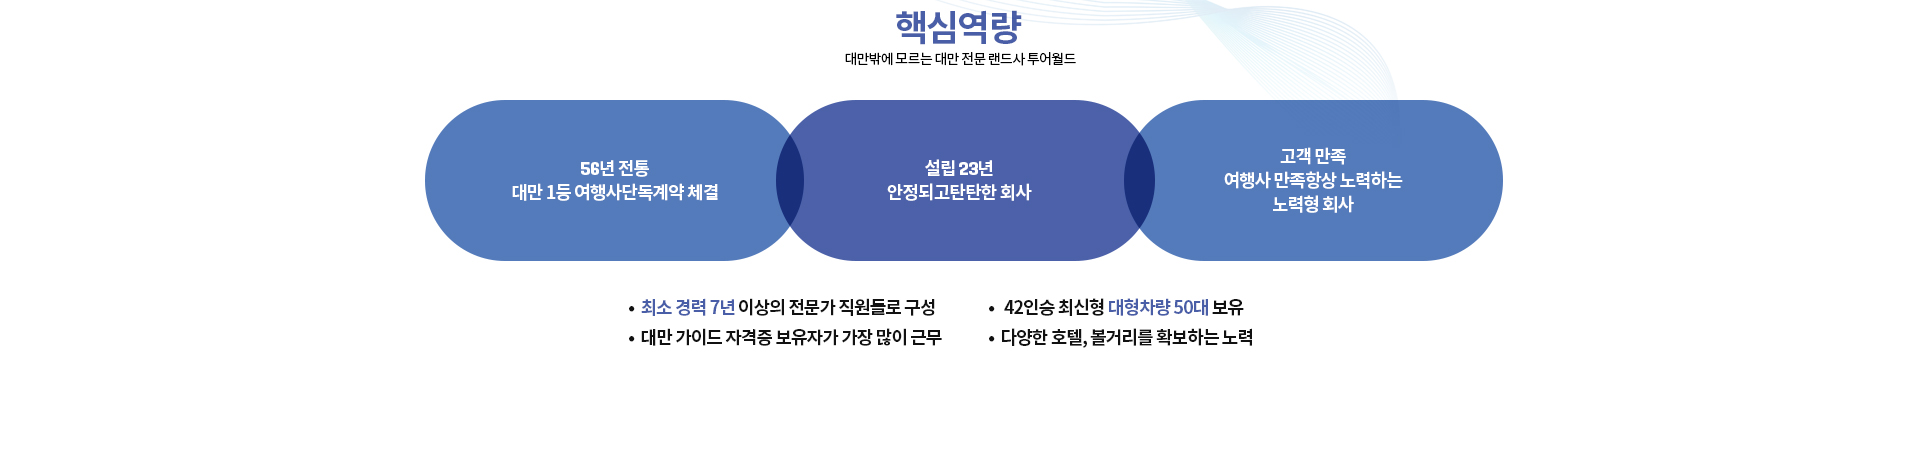 핵심역량
대만밖에 모르는 대만 전문 랜드사 투어월드
56년 전통
대만 1등 여행사단독계약 체결
설립 23년
안정되고탄탄한 회사
고객 만족
여행사 만족항상 노력하는
노력형 회사
• 최소 경력 7년 이상의 전문가 직원들로 구성
• 대만 가이드 자격증 보유자가 가장 많이 근무
• 42인승 최신형 대형차량 50대 보유
• 다양한 호텔, 볼거리를 확보하는 노력